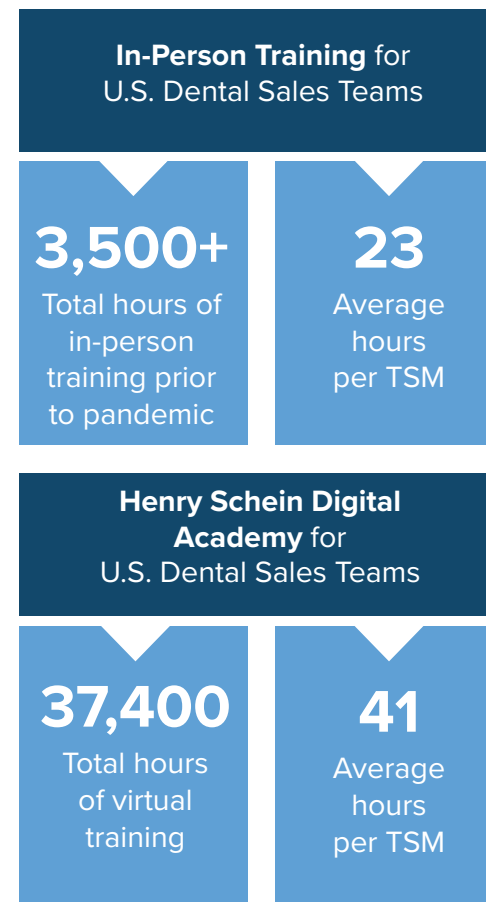 In-Person Training for
U.S. Dental Sales Teams
3,500+
Total hours of
in-person
training prior
to pandemic
23
Average
hours
per TSM
Henry Schein Digital
Academy for
U.S. Dental Sales Teams
37,400
Total hours
of virtual
training
41
Average
hours
per TSM